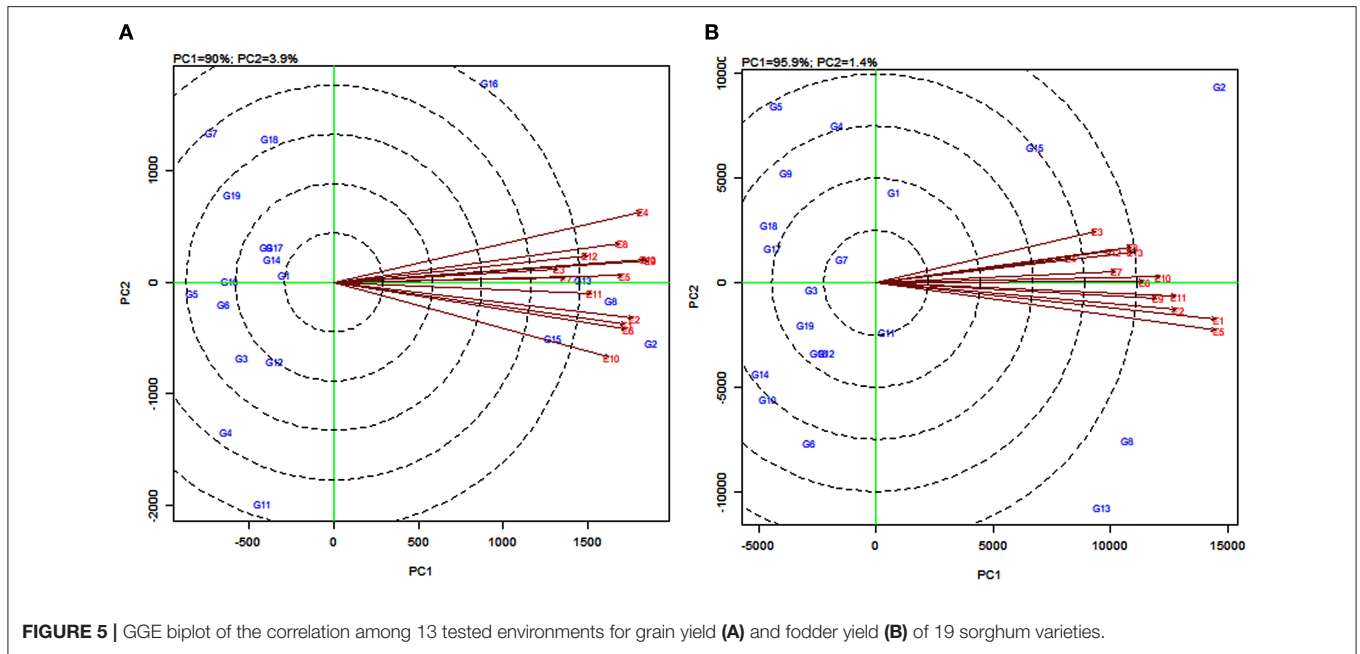 A
B
PC1=90%; PC2=3.9%
PC1=95.9%; PC2=1.4%
G16
G7
G18
G19
G17
G14
G1
G10
G5
G6
G3
G12
G4
G11
E4
E8
E12
E3
E5
E7
G13
E11
G8
E2
E6
G15
G2
E10
1000
0
-1000
-2000
PC2
-500
0
500
1000
1500
PC1
G2
G5
G4
G15
G9
G1
G18
G17
G7
G3
G19
G11
G12
G14
G10
G6
G8
G13
E3
E13
E7
E10
E6
E9
E11
E2
E1
E5
5000
0
-5000
-10000
PC2
-5000
0
5000
10000
15000
PC1
FIGURE 5 | GGE biplot of the correlation among 13 tested environments for grain yield (A) and fodder yield (B) of 19 sorghum varieties.